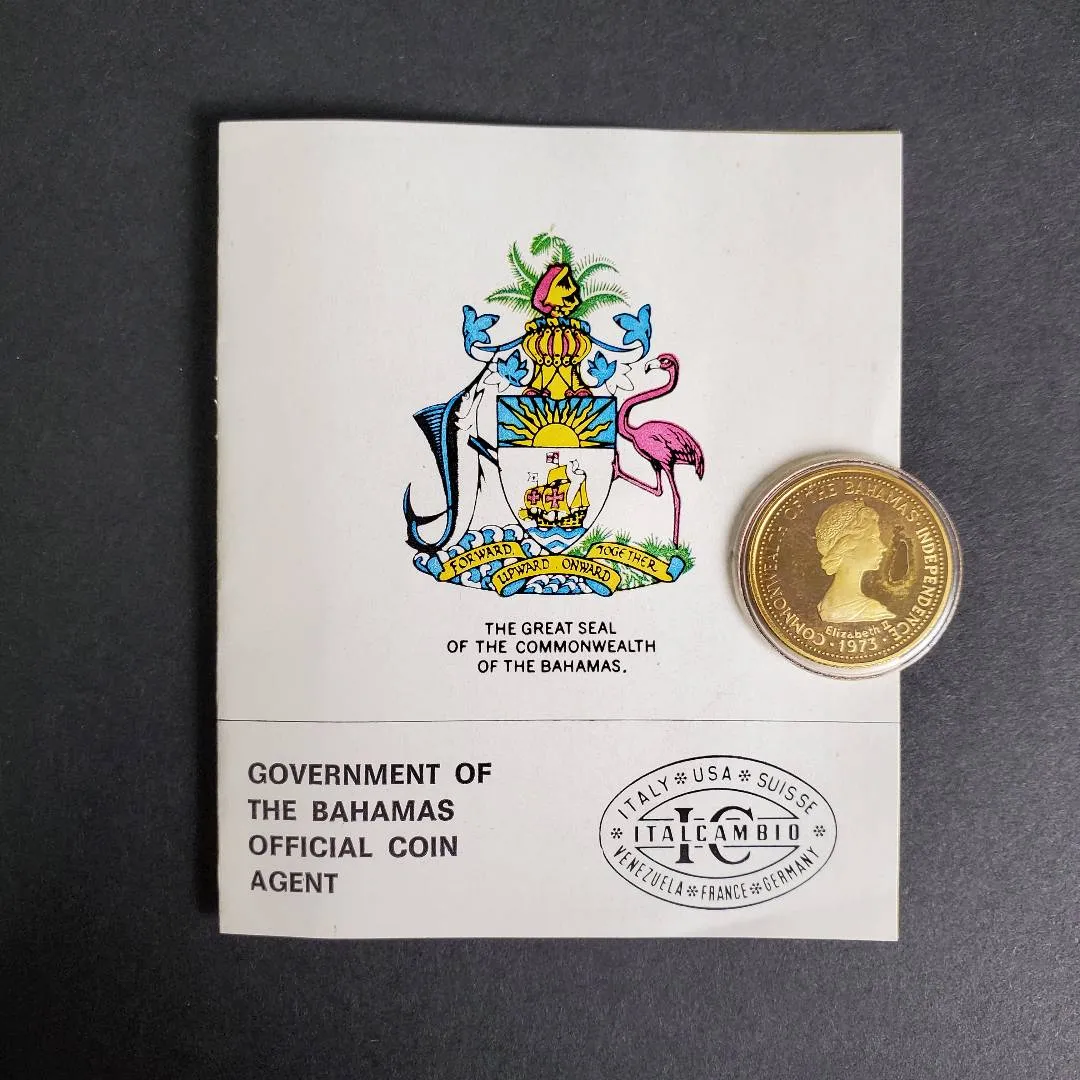 FORWARD, UPWARD, ONWARD TOGETHER
THE GREAT SEAL
OF THE COMMONWEALTH
OF THE BAHAMAS.
COMMONWEALTH OF THE BAHAMAS INDEPENDENCE
Elizabeth II
• 1973 •
GOVERNMENT OF
THE BAHAMAS
OFFICIAL COIN
AGENT
ITALY * USA * SUISSE
IC
* ITALCAMBIO *
VENEZUELA * FRANCE * GERMANY